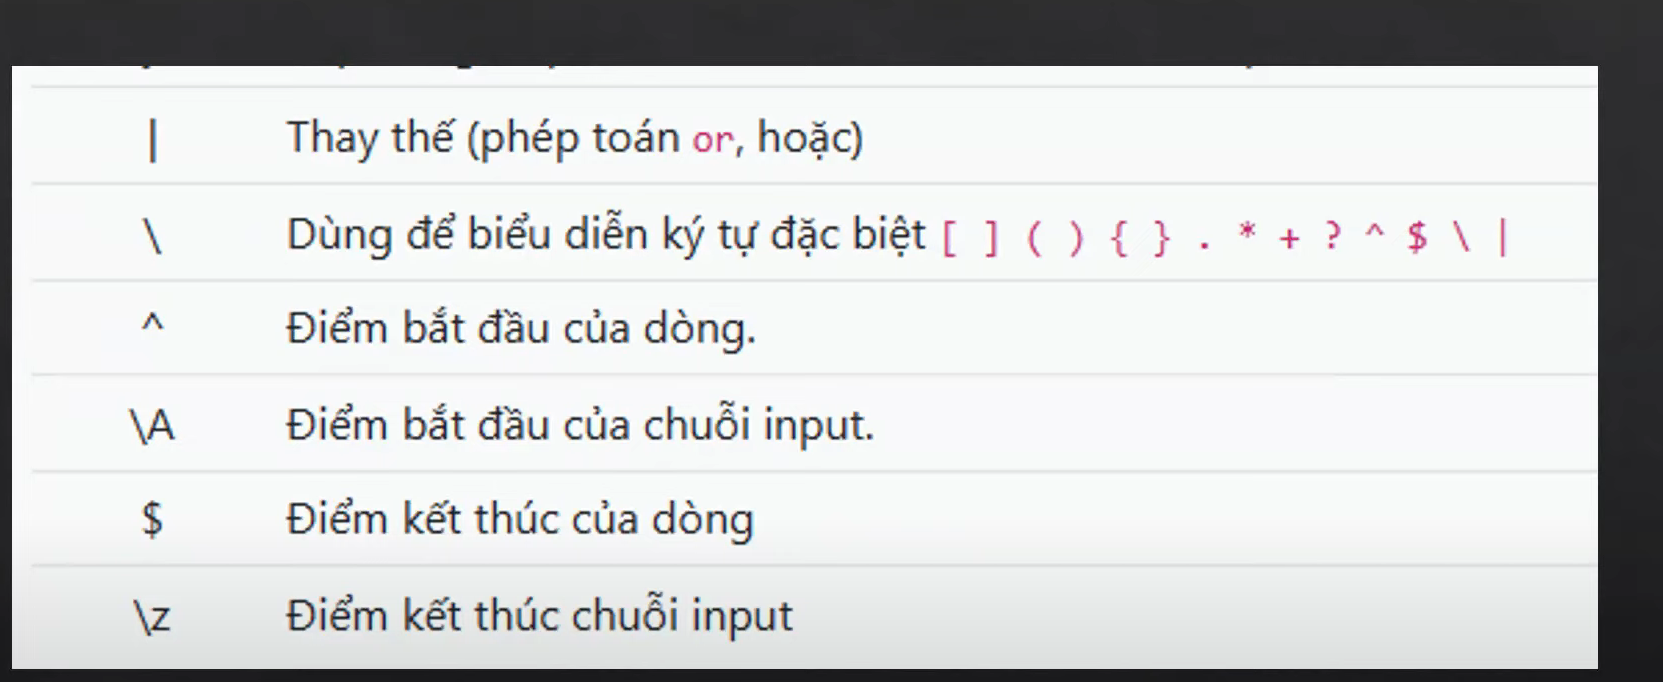 | Thay thế (phép toán or, hoặc)
\ Dùng để biểu diễn ký tự đặc biệt [ ] ( ) { } . * + ? ^ $ \ |
^ Điểm bắt đầu của dòng.
\A Điểm bắt đầu của chuỗi input.
$ Điểm kết thúc của dòng
\z Điểm kết thúc chuỗi input